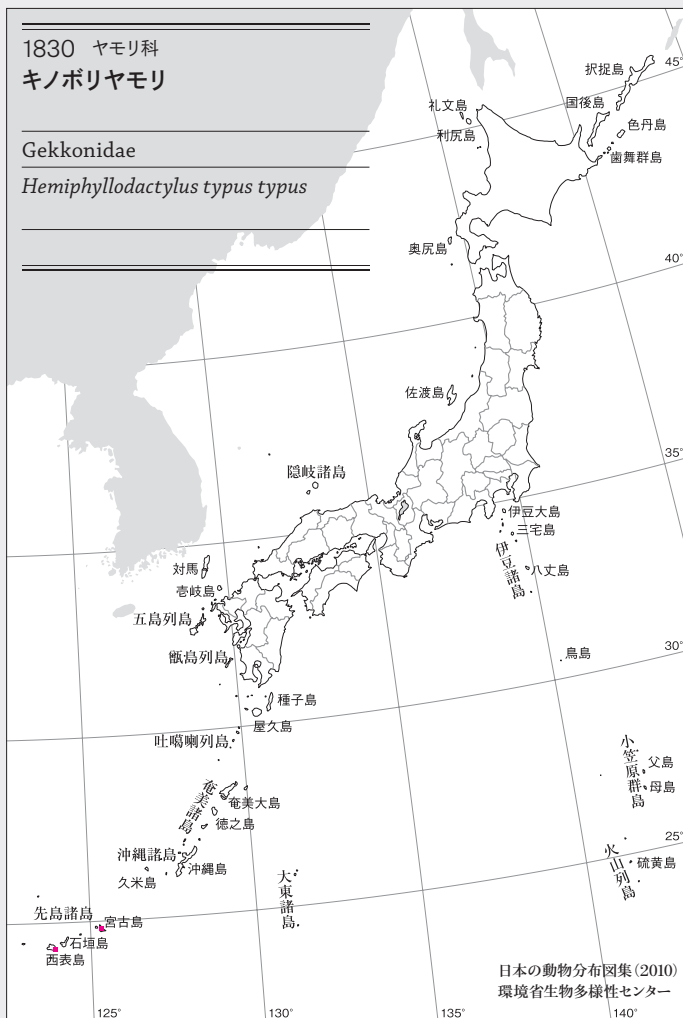 1830 ヤモリ科
キノボリヤモリ
Gekkonidae
Hemiphyllodactylus typus typus
45°
択捉島
国後島
礼文島
色丹島
利尻島
歯舞群島
奥尻島
40°
佐渡島
35°
隠岐諸島
伊豆大島
三宅島
伊豆諸島
八丈島
対馬
壱岐島
五島列島
甑島列島
鳥島
30°
種子島
屋久島
吐噶喇列島
小笠原群島
父島
母島
奄美諸島
奄美大島
徳之島
25°
沖縄諸島
沖縄島
久米島
火山列島
硫黄島
大東諸島
先島諸島
宮古島
石垣島
西表島
日本の動物分布図集(2010)
環境省生物多様性センター
125°
130°
135°
140°